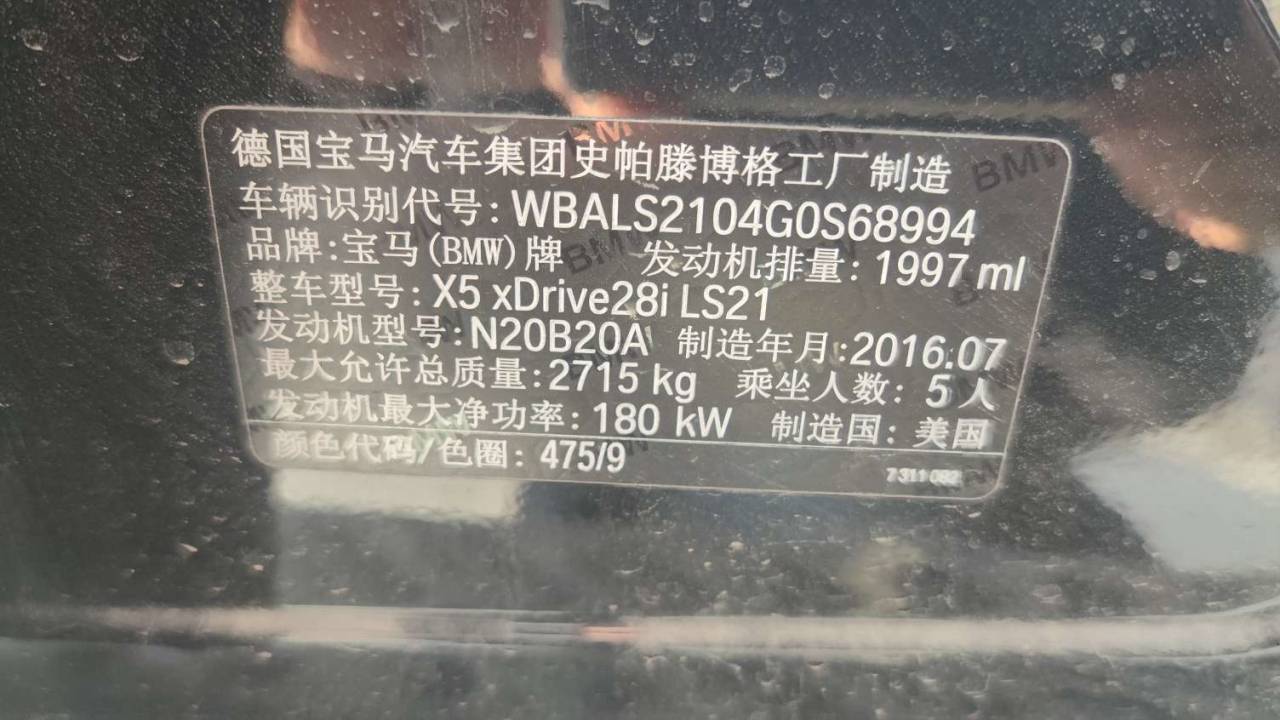 德国宝马汽车集团史帕滕博格工厂制造
车辆识别代号: WBALS2104G0S68994
品牌: 宝马(BMW)牌 发动机排量: 1997 ml
整车型号: X5 xDrive28i LS21
发动机型号: N20B20A 制造年月: 2016.07
最大允许总质量: 2715 kg 乘坐人数: 5人
发动机最大净功率: 180 kW 制造国: 美国
颜色代码/色圈: 475/9 7 311 092